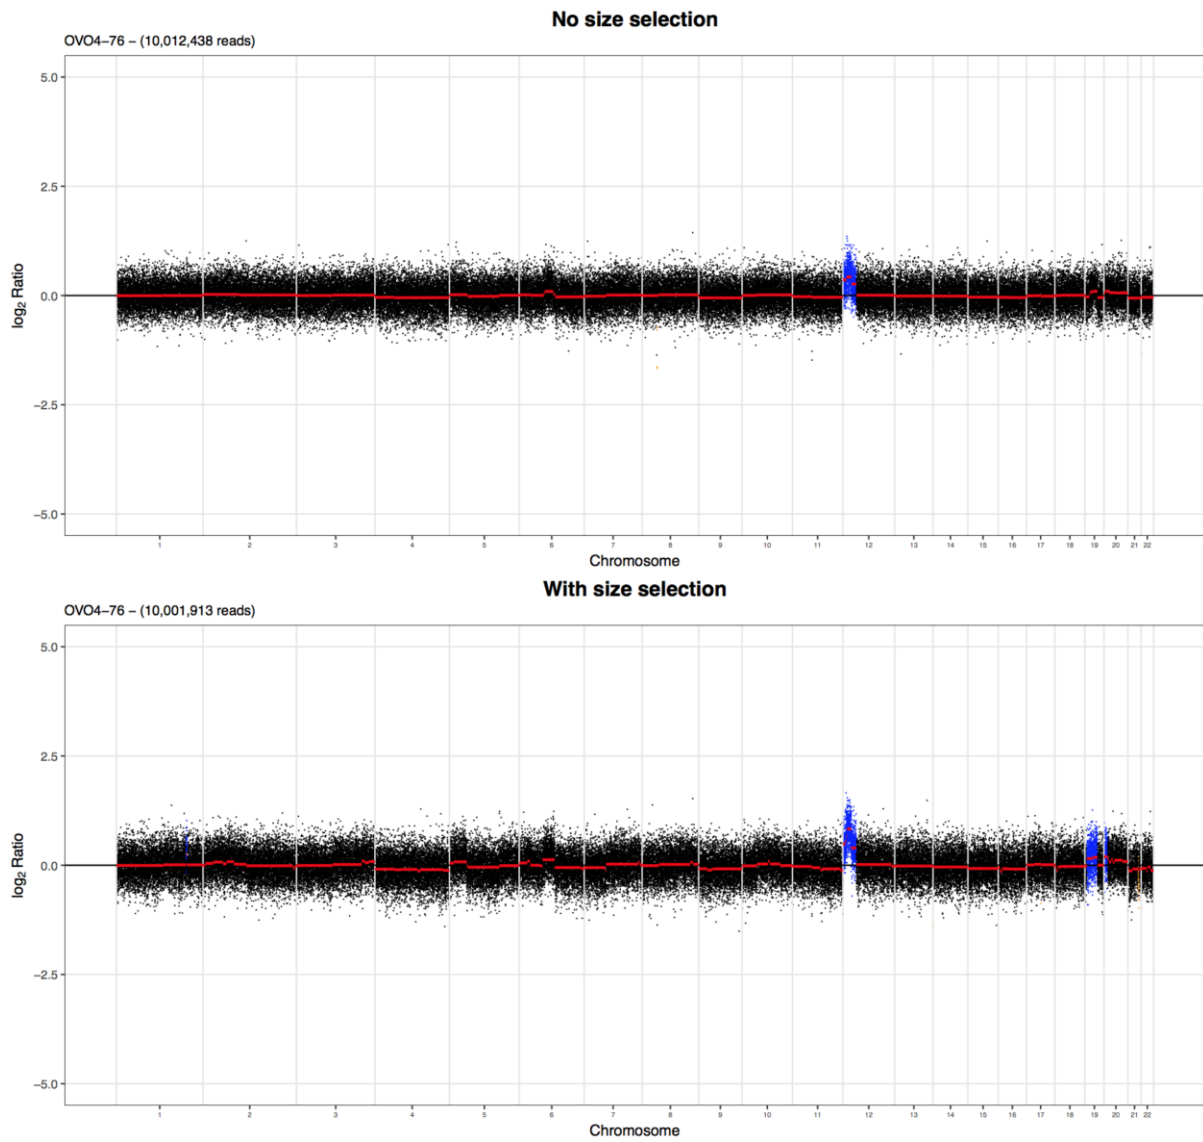 No size selection
OVO4-76 – (10,012,438 reads)
5.0
2.5
0.0
−2.5
−5.0
log2 Ratio
1 2 3 4 5 6 7 8 9 10 11 12 13 14 15 16 17 18 19 20 21 22
Chromosome
With size selection
OVO4-76 – (10,001,913 reads)
5.0
2.5
0.0
−2.5
−5.0
log2 Ratio
1 2 3 4 5 6 7 8 9 10 11 12 13 14 15 16 17 18 19 20 21 22
Chromosome